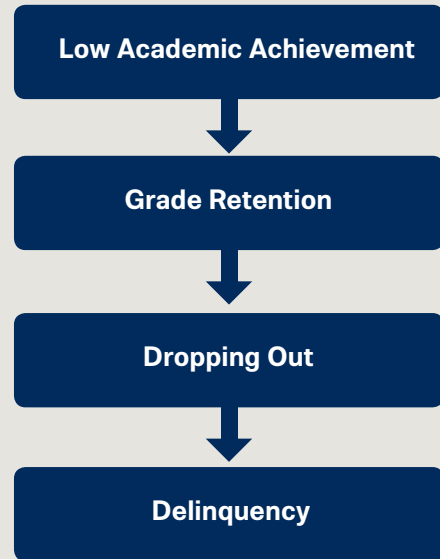 Low Academic Achievement
Grade Retention
Dropping Out
Delinquency